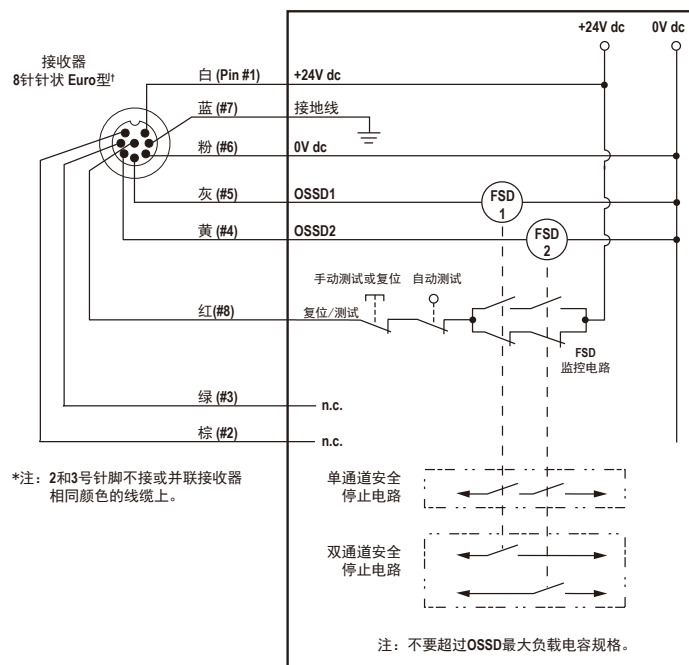 +24V dc
0V dc
接收器
8针针状 Euro型†
白 (Pin #1)
+24V dc
蓝 (#7)
接地线
粉 (#6)
0V dc
灰 (#5)
OSSD1
FSD
1
黄 (#4)
OSSD2
FSD
2
手动测试或复位
自动测试
红(#8)
复位/测试
FSD
监控电路
绿 (#3)
n.c.
棕 (#2)
n.c.
*注：2和3号针脚不接或并联接收器
相同颜色的线缆上。
单通道安全
停止电路
双通道安全
停止电路
注：不要超过OSSD最大负载电容规格。